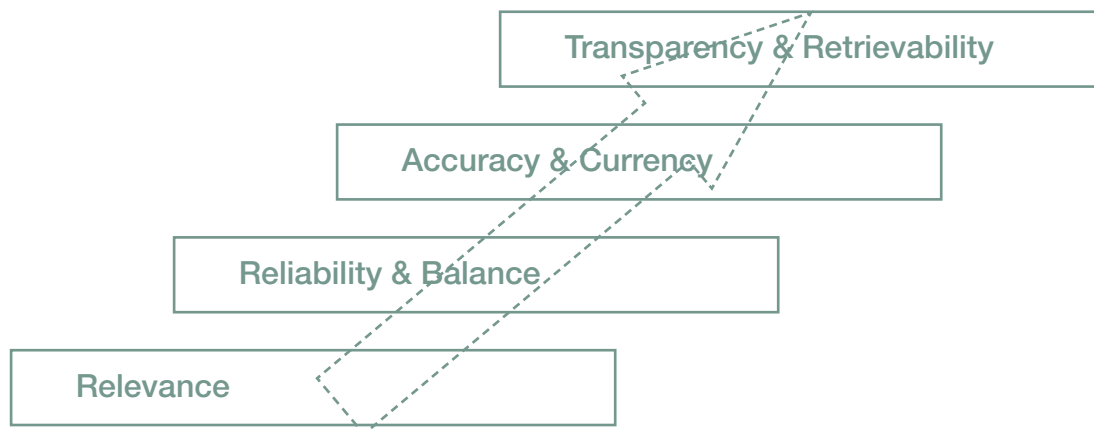 Transparency & Retrievability
Accuracy & Currency
Reliability & Balance
Relevance